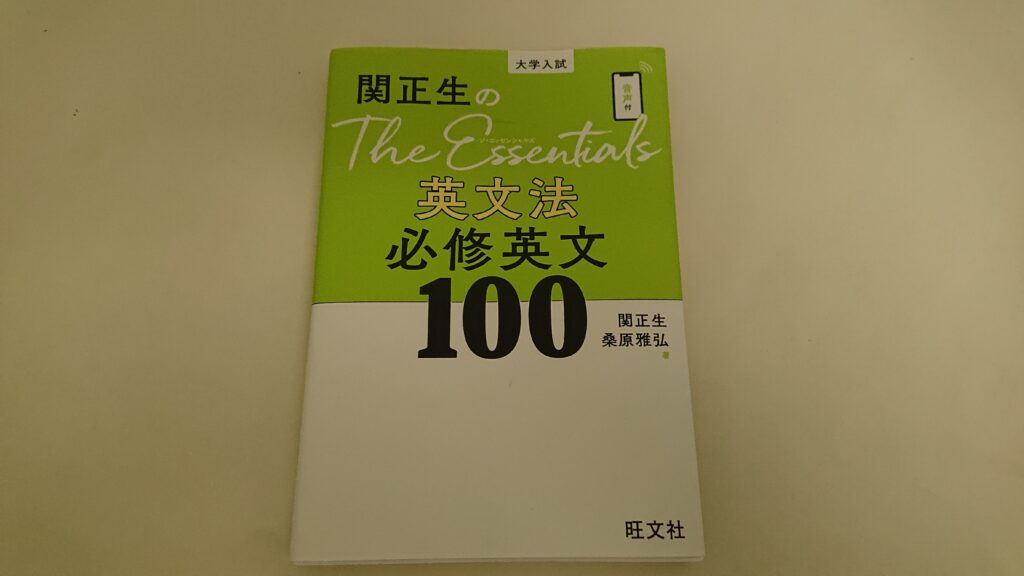 大学入試
関正生の
音声付
The Essentials
ジ・エッセンシャルズ
英文法
必修英文
100
関正生
桑原雅弘
著
旺文社